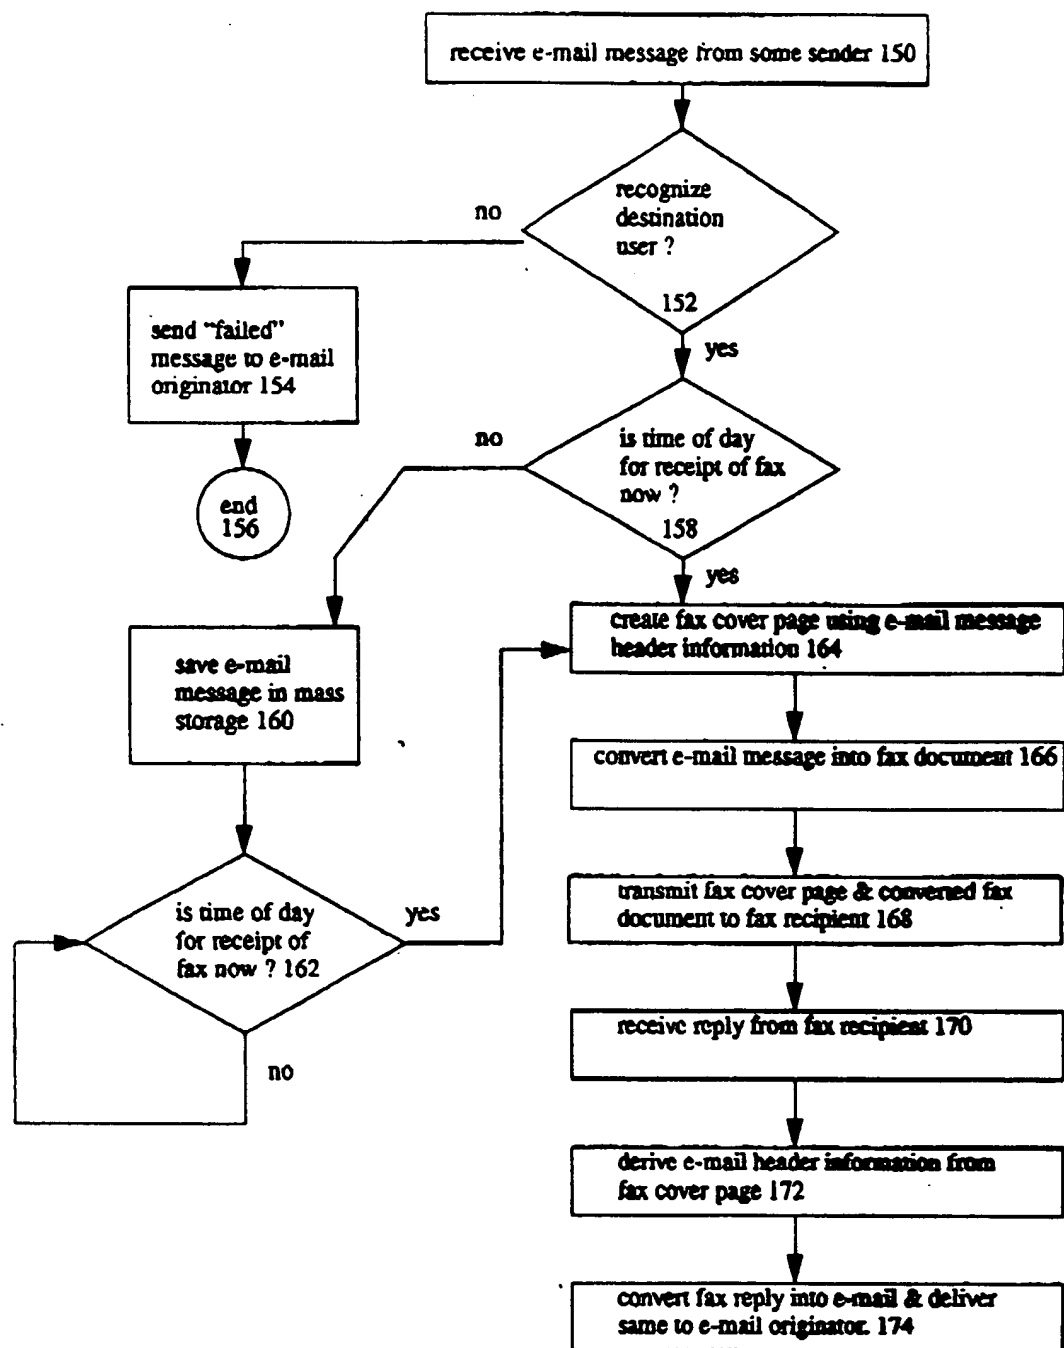 receive e-mail message from some sender 150
recognize
destination
user ?
152
no
yes
send "failed"
message to e-mail
originator 154
end
156
is time of day
for receipt of fax
now ?
158
no
yes
save e-mail
message in mass
storage 160
is time of day
for receipt of
fax now ? 162
yes
no
create fax cover page using e-mail message
header information 164
convert e-mail message into fax document 166
transmit fax cover page & converted fax
document to fax recipient 168
receive reply from fax recipient 170
derive e-mail header information from
fax cover page 172
convert fax reply into e-mail & deliver
same to e-mail originator. 174